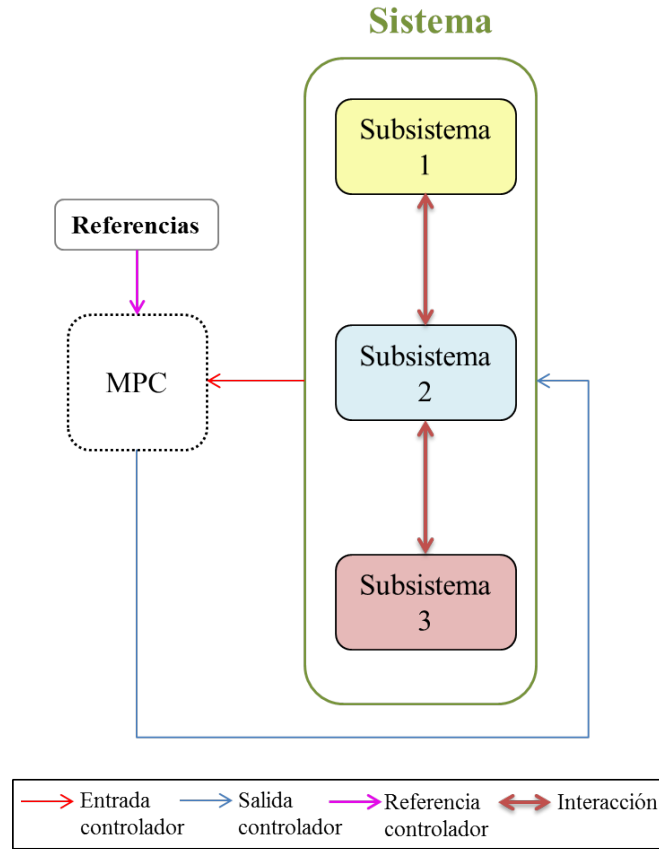 Sistema
Subsistema
1
Referencias
MPC
Subsistema
2
Subsistema
3
Entrada
controlador
Salida
controlador
Referencia
controlador
Interacción